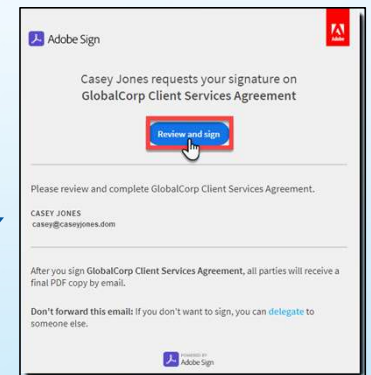 Adobe Sign
Adobe
Casey Jones requests your signature on
GlobalCorp Client Services Agreement
Review and sign
Please review and complete GlobalCorp Client Services Agreement.
CASEY JONES
casey@caseyjones.dom
After you sign GlobalCorp Client Services Agreement, all parties will receive a
final PDF copy by email.
Don't forward this email: If you don't want to sign, you can delegate to
someone else.
POWERED BY
Adobe Sign